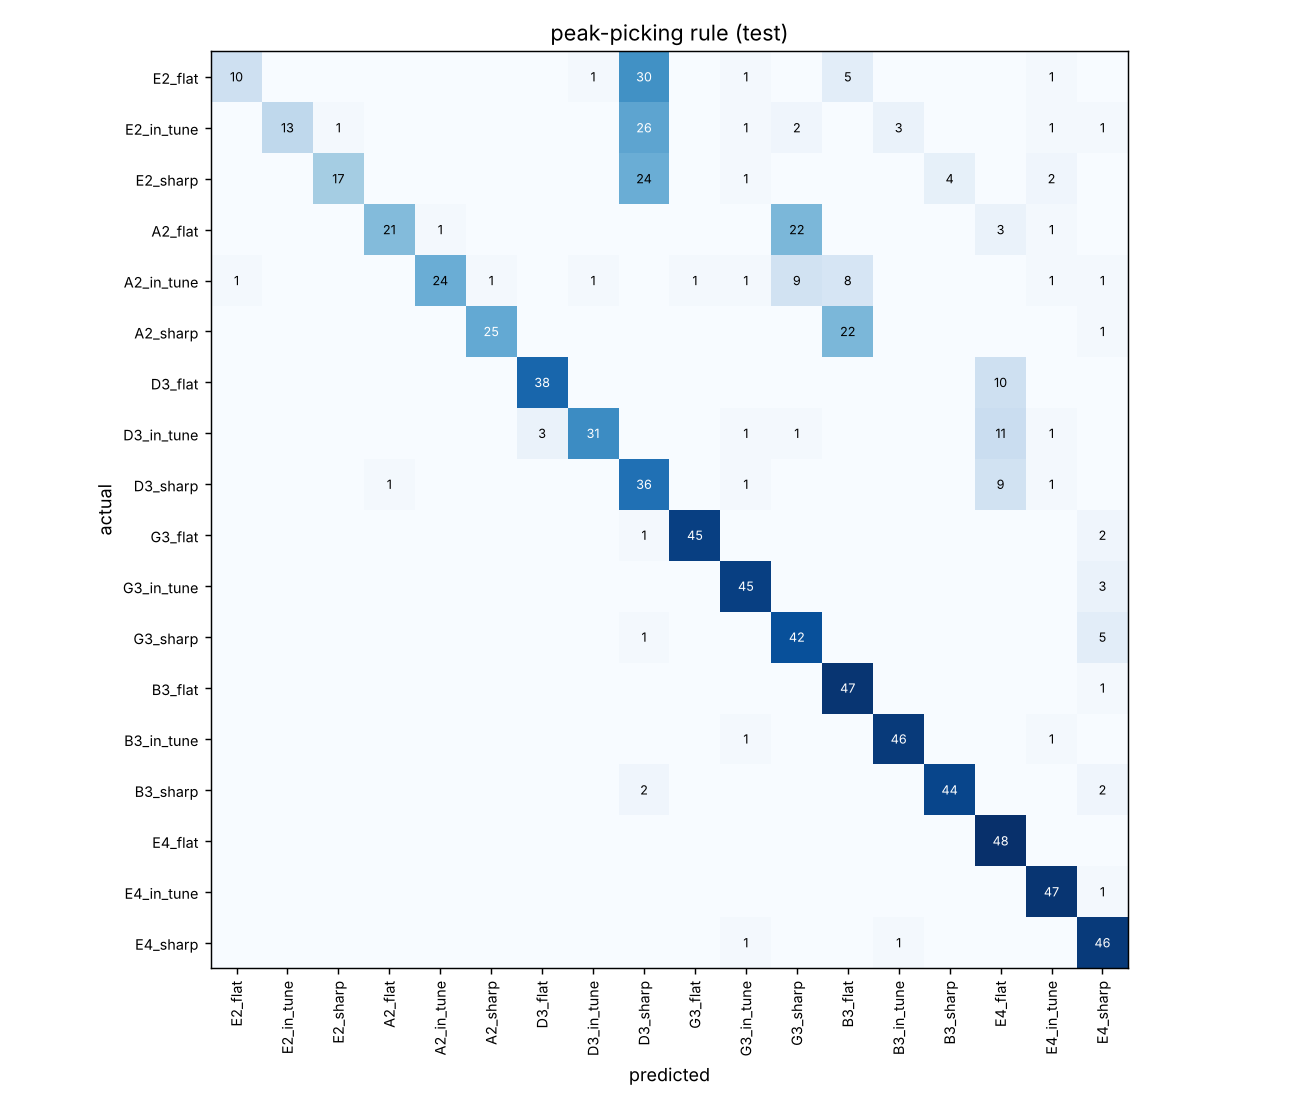 peak-picking rule (test)
E2_flat 10 1 30 1 5 1
E2_in_tune 13 1 26 1 2 3 1 1
E2_sharp 17 24 1 4 2
A2_flat 21 1 22 3 1
A2_in_tune 1 24 1 1 1 1 9 8 1 1
A2_sharp 25 22 1
D3_flat 38 10
D3_in_tune 3 31 1 1 11 1
D3_sharp 1 36 1 9 1
G3_flat 1 45 2
G3_in_tune 45 3
G3_sharp 1 42 5
B3_flat 47 1
B3_in_tune 1 46 1
B3_sharp 2 44 2
E4_flat 48
E4_in_tune 47 1
E4_sharp 1 1 46
actual
E2_flat E2_in_tune E2_sharp A2_flat A2_in_tune A2_sharp D3_flat D3_in_tune D3_sharp G3_flat G3_in_tune G3_sharp B3_flat B3_in_tune B3_sharp E4_flat E4_in_tune E4_sharp
predicted